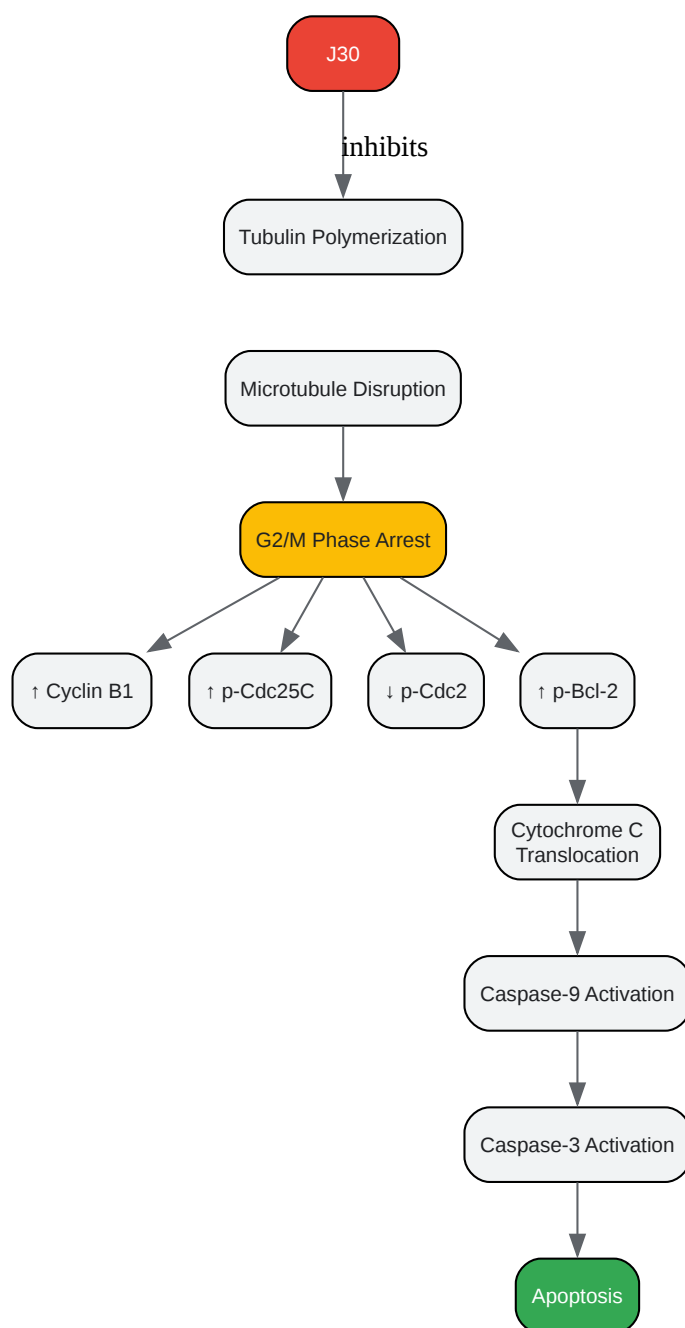 J30
inhibits
Tubulin Polymerization
Microtubule Disruption
G2/M Phase Arrest
↑ Cyclin B1
↑ p-Cdc25C
↓ p-Cdc2
↑ p-Bcl-2
Cytochrome C
Translocation
Caspase-9 Activation
Caspase-3 Activation
Apoptosis